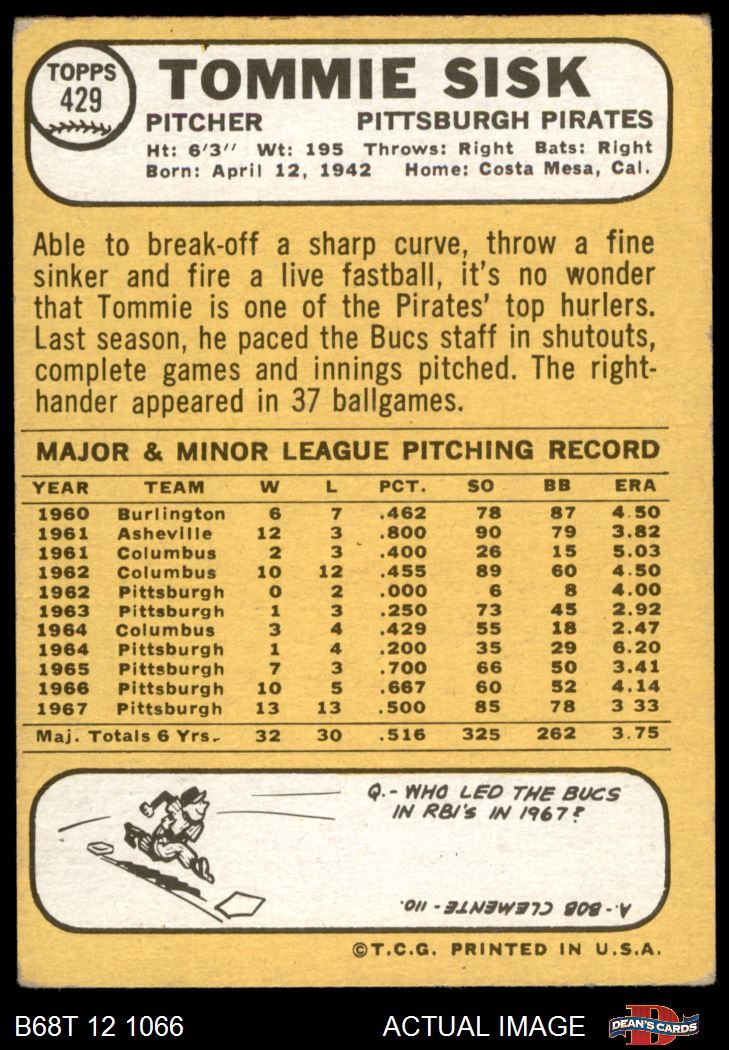 TOPPS
429
TOMMIE SISK
PITCHER PITTSBURGH PIRATES
Ht: 6'3" Wt: 195 Throws: Right Bats: Right
Born: April 12, 1942 Home: Costa Mesa, Cal.
Able to break-off a sharp curve, throw a fine
sinker and fire a live fastball, it's no wonder
that Tommie is one of the Pirates' top hurlers.
Last season, he paced the Bucs staff in shutouts,
complete games and innings pitched. The right-
hander appeared in 37 ballgames.
MAJOR & MINOR LEAGUE PITCHING RECORD
YEAR TEAM W L PCT. SO BB ERA
1960 Burlington 6 7 .462 78 87 4.50
1961 Asheville 12 3 .800 90 79 3.82
1961 Columbus 2 3 .400 26 15 5.03
1962 Columbus 10 12 .455 89 60 4.50
1962 Pittsburgh 0 2 .000 6 8 4.00
1963 Pittsburgh 1 3 .250 73 45 2.92
1964 Columbus 3 4 .429 55 18 2.47
1964 Pittsburgh 1 4 .200 35 29 6.20
1965 Pittsburgh 7 3 .700 66 50 3.41
1966 Pittsburgh 10 5 .667 60 52 4.14
1967 Pittsburgh 13 13 .500 85 78 3 33
Maj. Totals 6 Yrs. 32 30 .516 325 262 3.75
Q.- WHO LED THE BUCS
IN RBI'S IN 1967?
A- BOB CLEMENTE - 110.
©T.C.G. PRINTED IN U.S.A.
B68T 12 1066 ACTUAL IMAGE D DEAN'S CARDS